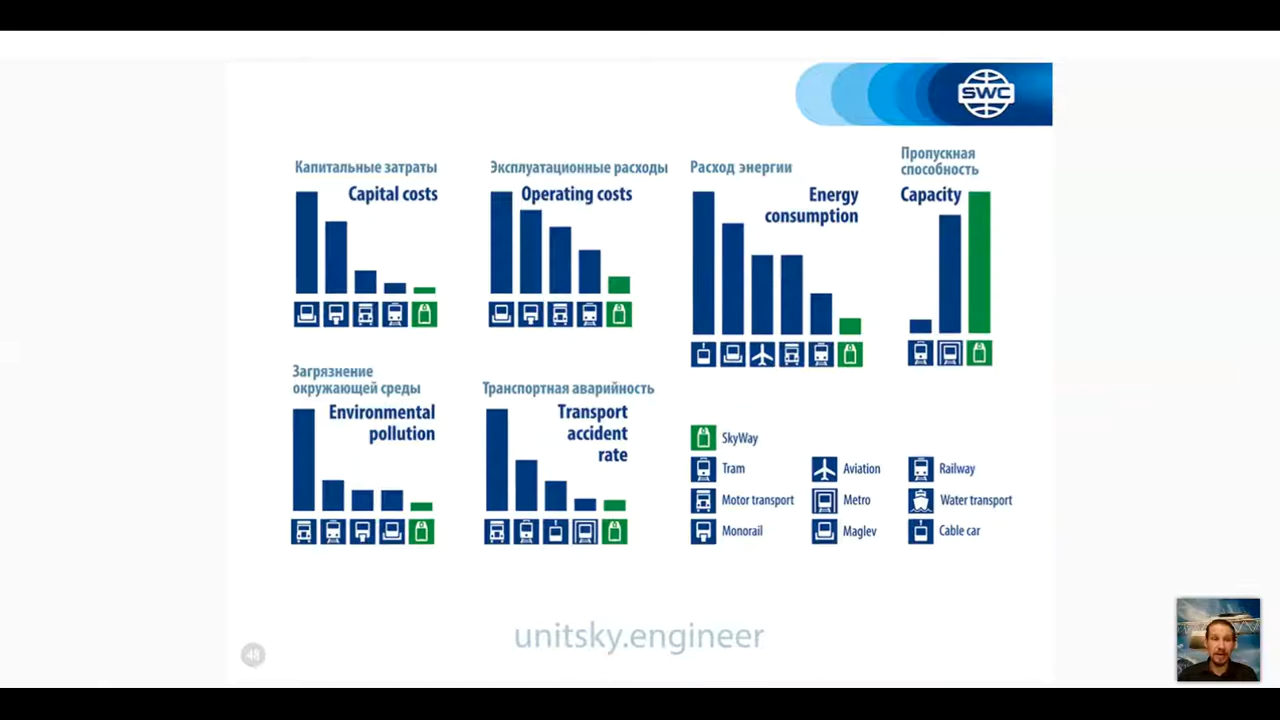 SWC
Капитальные затраты
Capital costs
Эксплуатационные расходы
Operating costs
Расход энергии
Energy
consumption
Пропускная
способность
Capacity
Загрязнение
окружающей среды
Environmental
pollution
Транспортная аварийность
Transport
accident
rate
SkyWay
Tram
Aviation
Railway
Motor transport
Metro
Water transport
Monorail
Maglev
Cable car
unitsky.engineer
48